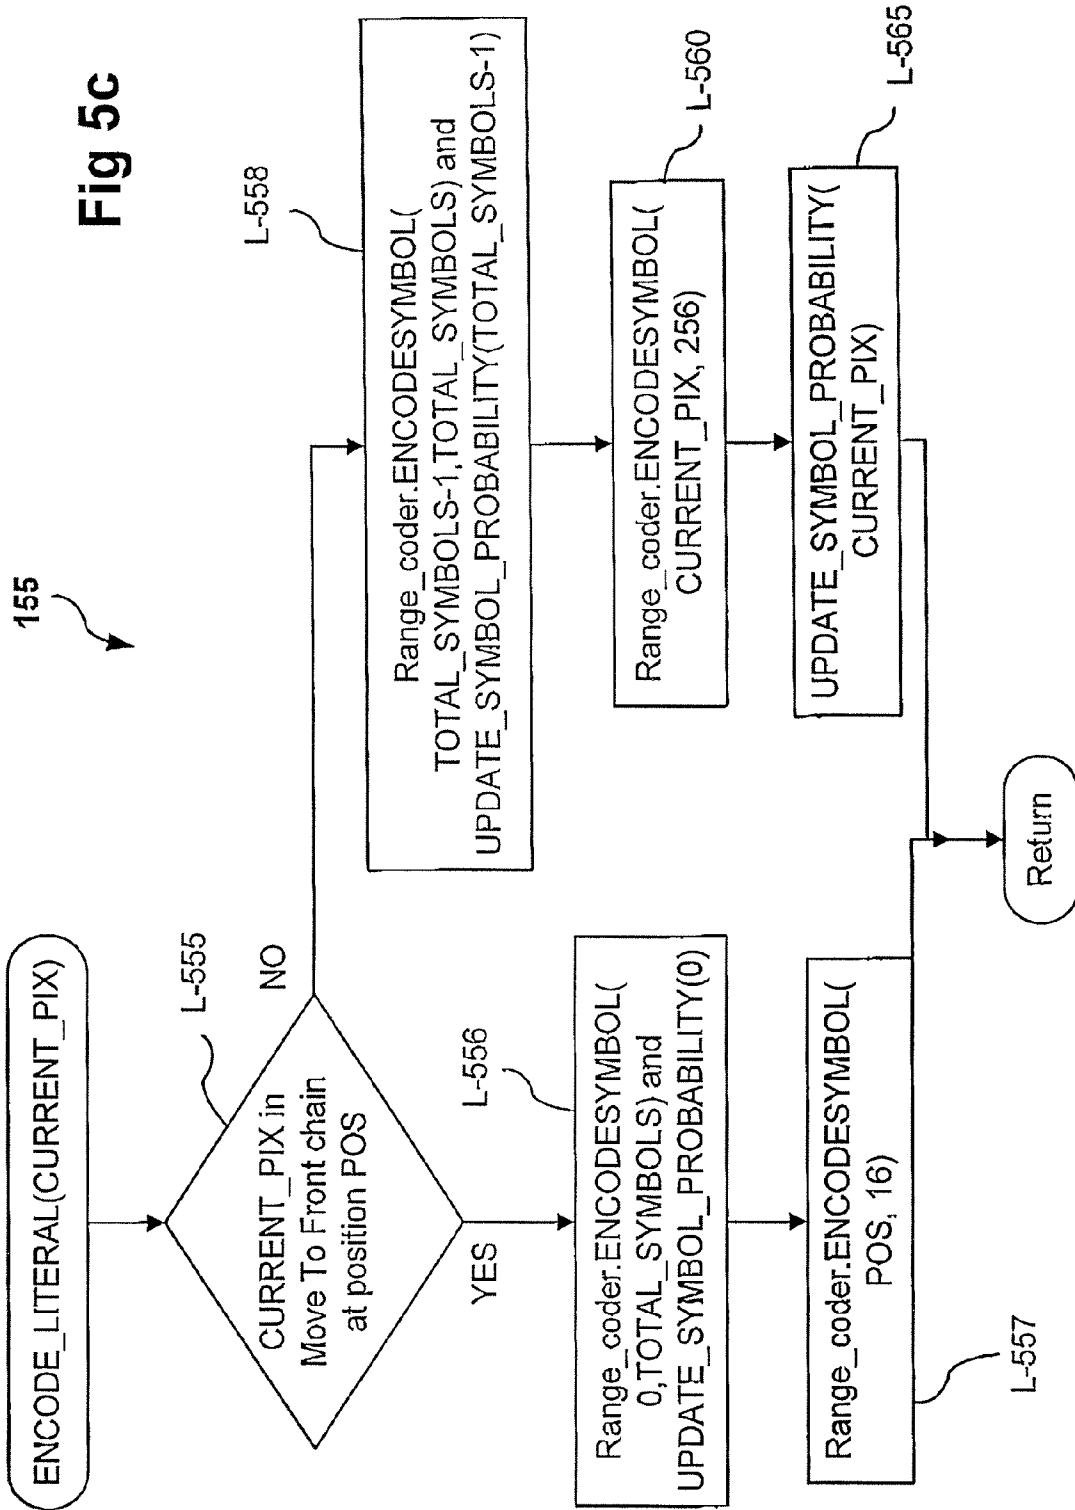 Fig 5c
155
ENCODE_LITERAL(CURRENT_PIX)
L-555
CURRENT_PIX in
Move To Front chain
at position POS
NO
YES
L-556
Range_coder.ENCODESYMBOL(
0,TOTAL_SYMBOLS) and
UPDATE_SYMBOL_PROBABILITY(0)
Range_coder.ENCODESYMBOL(
POS, 16)
L-557
L-558
Range_coder.ENCODESYMBOL(
TOTAL_SYMBOLS-1,TOTAL_SYMBOLS) and
UPDATE_SYMBOL_PROBABILITY(TOTAL_SYMBOLS-1)
L-560
Range_coder.ENCODESYMBOL(
CURRENT_PIX, 256)
L-565
UPDATE_SYMBOL_PROBABILITY(
CURRENT_PIX)
Return